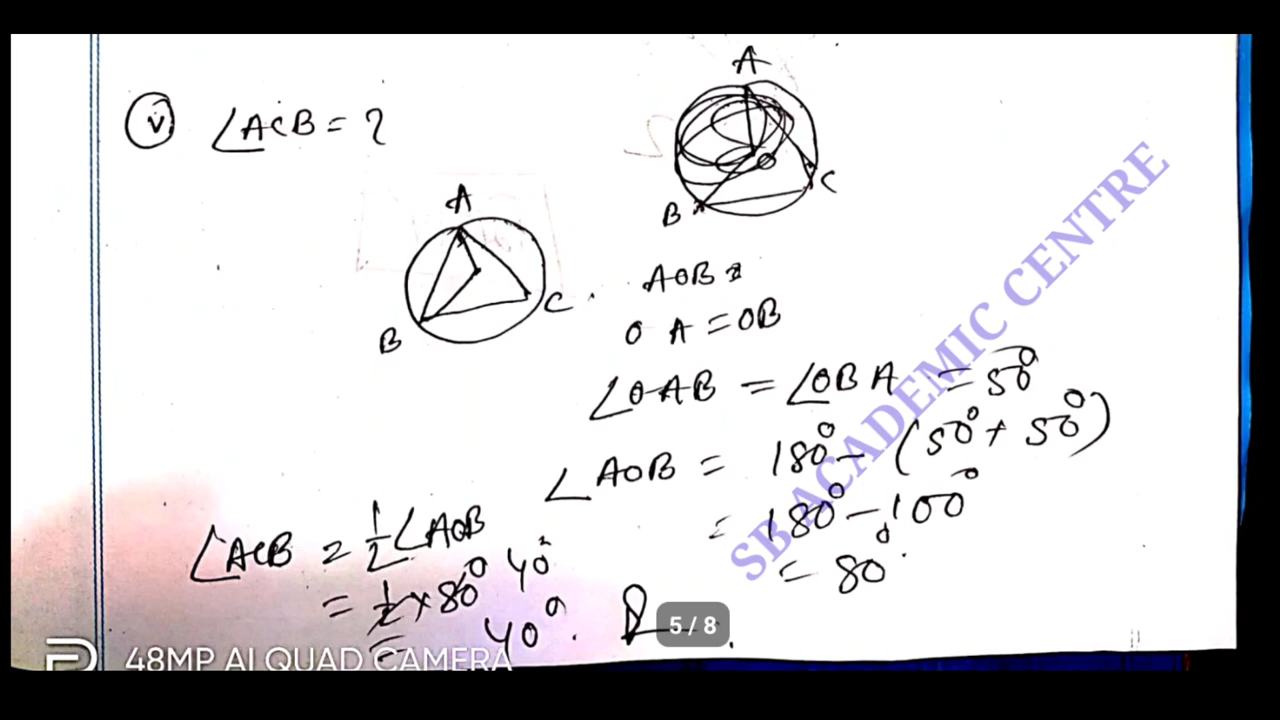 v ∠ACB = ?
A
B
C
A
B
C
AOB =
OA = OB
∠OAB = ∠OBA = 50°
∠AOB = 180° - (50° + 50°)
= 180° - 100°
= 80°
∠ACB = 1/2 ∠AOB
= 1/2 × 80° 40°
= 40°.
SB ACADEMIC CENTRE
5 / 8
48MP AI QUAD CAMERA